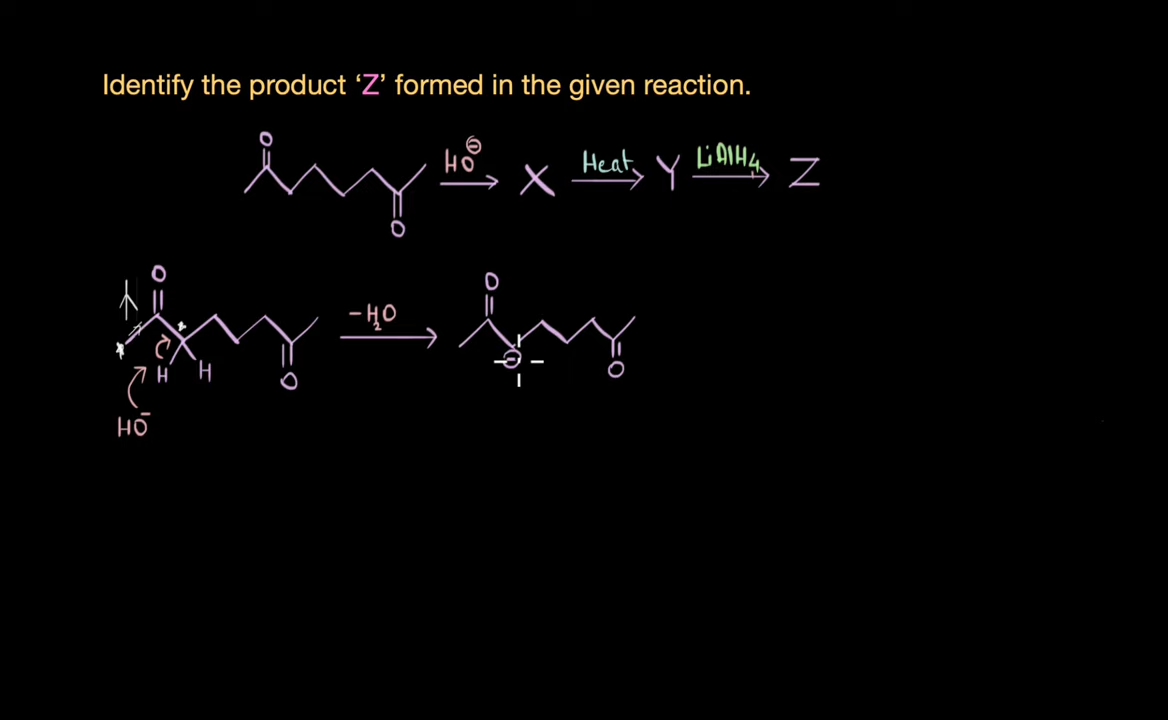 Identify the product ‘Z’ formed in the given reaction.
O
HO⊖ X Heat Y LiAlH4 Z
O
O
-H2O
O
H H
⊖
O
O
HO⁻